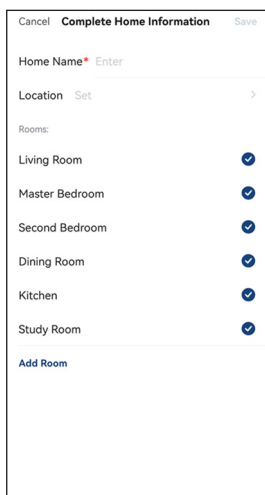 Cancel Complete Home Information Save
Home Name* Enter
Location Set
Rooms:
Living Room
Master Bedroom
Second Bedroom
Dining Room
Kitchen
Study Room
Add Room